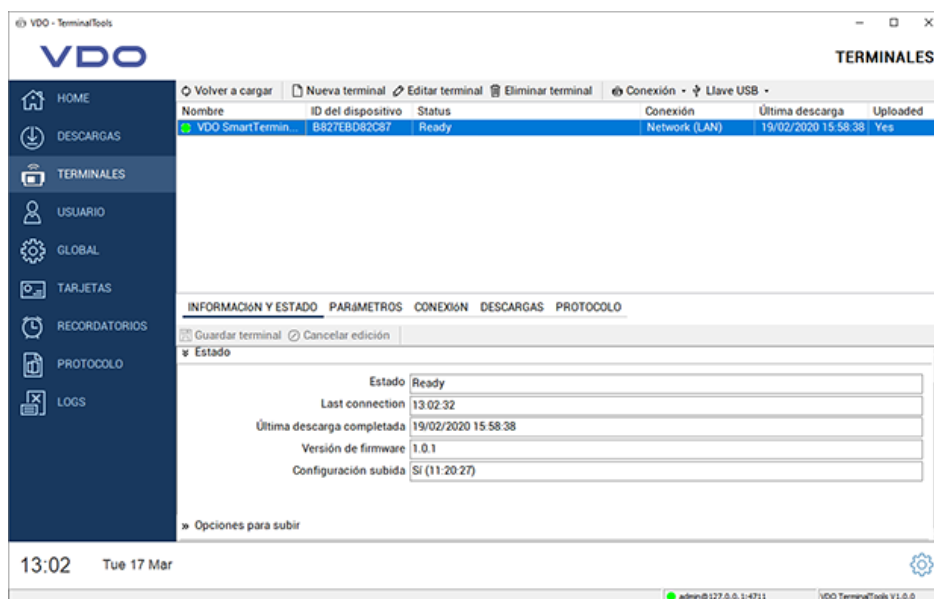 VDO - TerminalTools
VDO
TERMINALES
HOME
DESCARGAS
TERMINALES
USUARIO
GLOBAL
TARJETAS
RECORDATORIOS
PROTOCOLO
LOGS
Volver a cargar Nueva terminal Editar terminal Eliminar terminal Conexión Llave USB
Nombre ID del dispositivo Status Conexión Última descarga Uploaded
VDO SmartTermin... B827EBD82C87 Ready Network (LAN) 19/02/2020 15:58:38 Yes
INFORMACIóN Y ESTADO PARáMETROS CONEXIóN DESCARGAS PROTOCOLO
Guardar terminal Cancelar edición
Estado
Estado Ready
Last connection 13:02:32
Última descarga completada 19/02/2020 15:58:38
Versión de firmware 1.0.1
Configuración subida Sí (11:20:27)
Opciones para subir
13:02 Tue 17 Mar
admin@127.0.0.1:4711 VDO TerminalTools V1.0.0